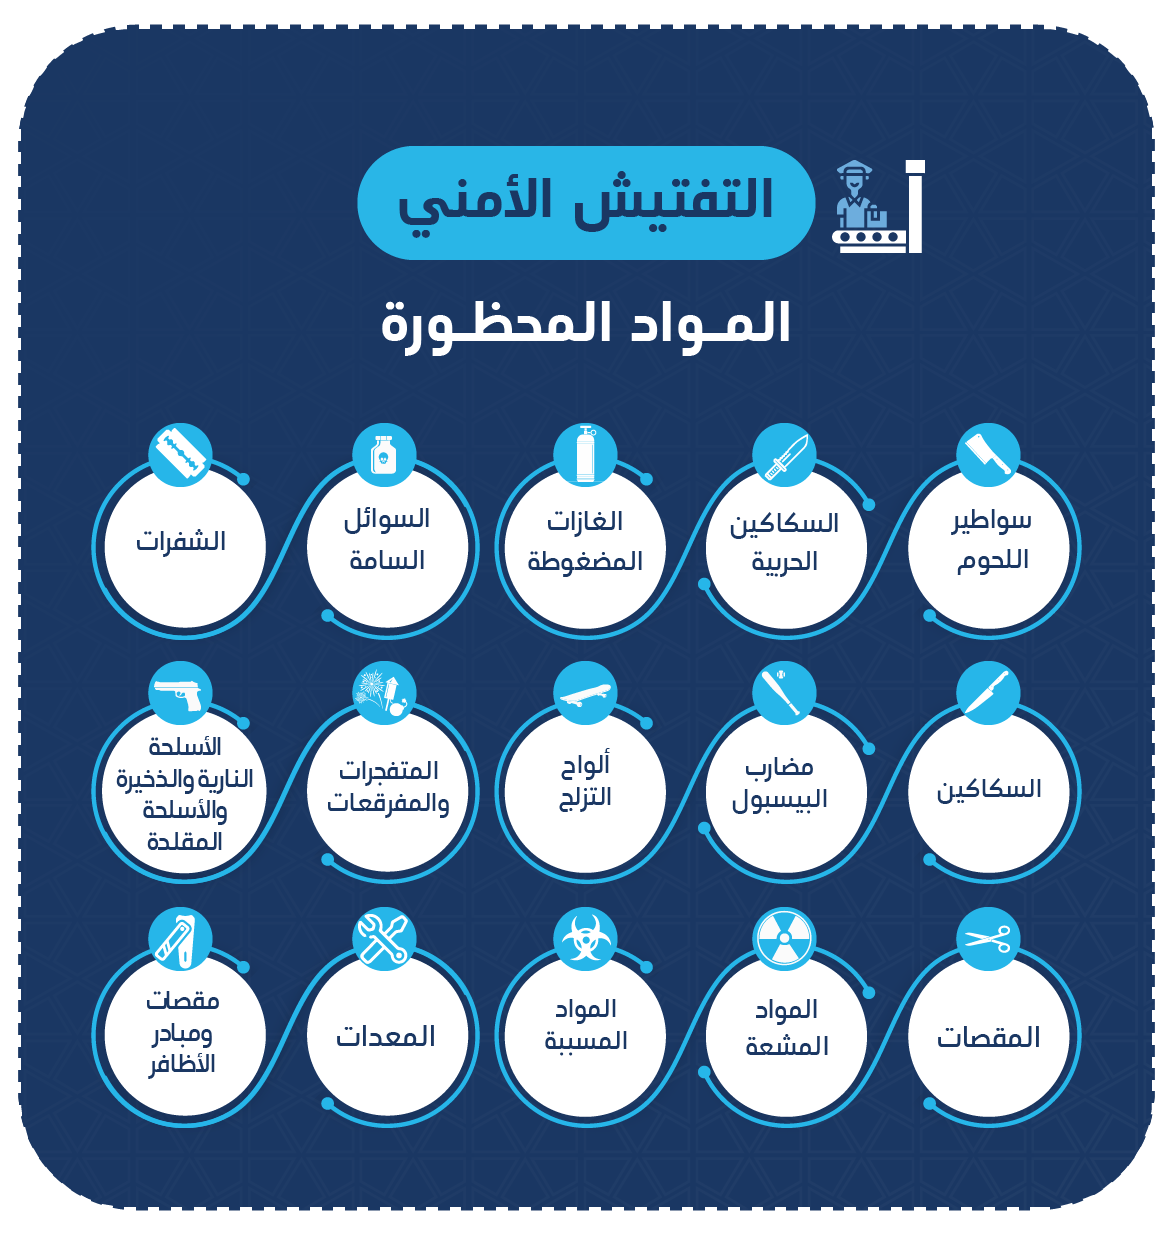 التفتيش الأمني
المـواد المحظـورة
سواطير
اللحوم
السكاكين
الحربية
الغازات
المضغوطة
السوائل
السامة
الشفرات
السكاكين
مضارب
البيسبول
ألواح
التزلج
المتفجرات
والمفرقعات
الأسلحة
النارية والذخيرة
والأسلحة
المقلدة
المقصات
المواد
المشعة
المواد
المسببة
المعدات
مقصات
ومبادر
الأظافر